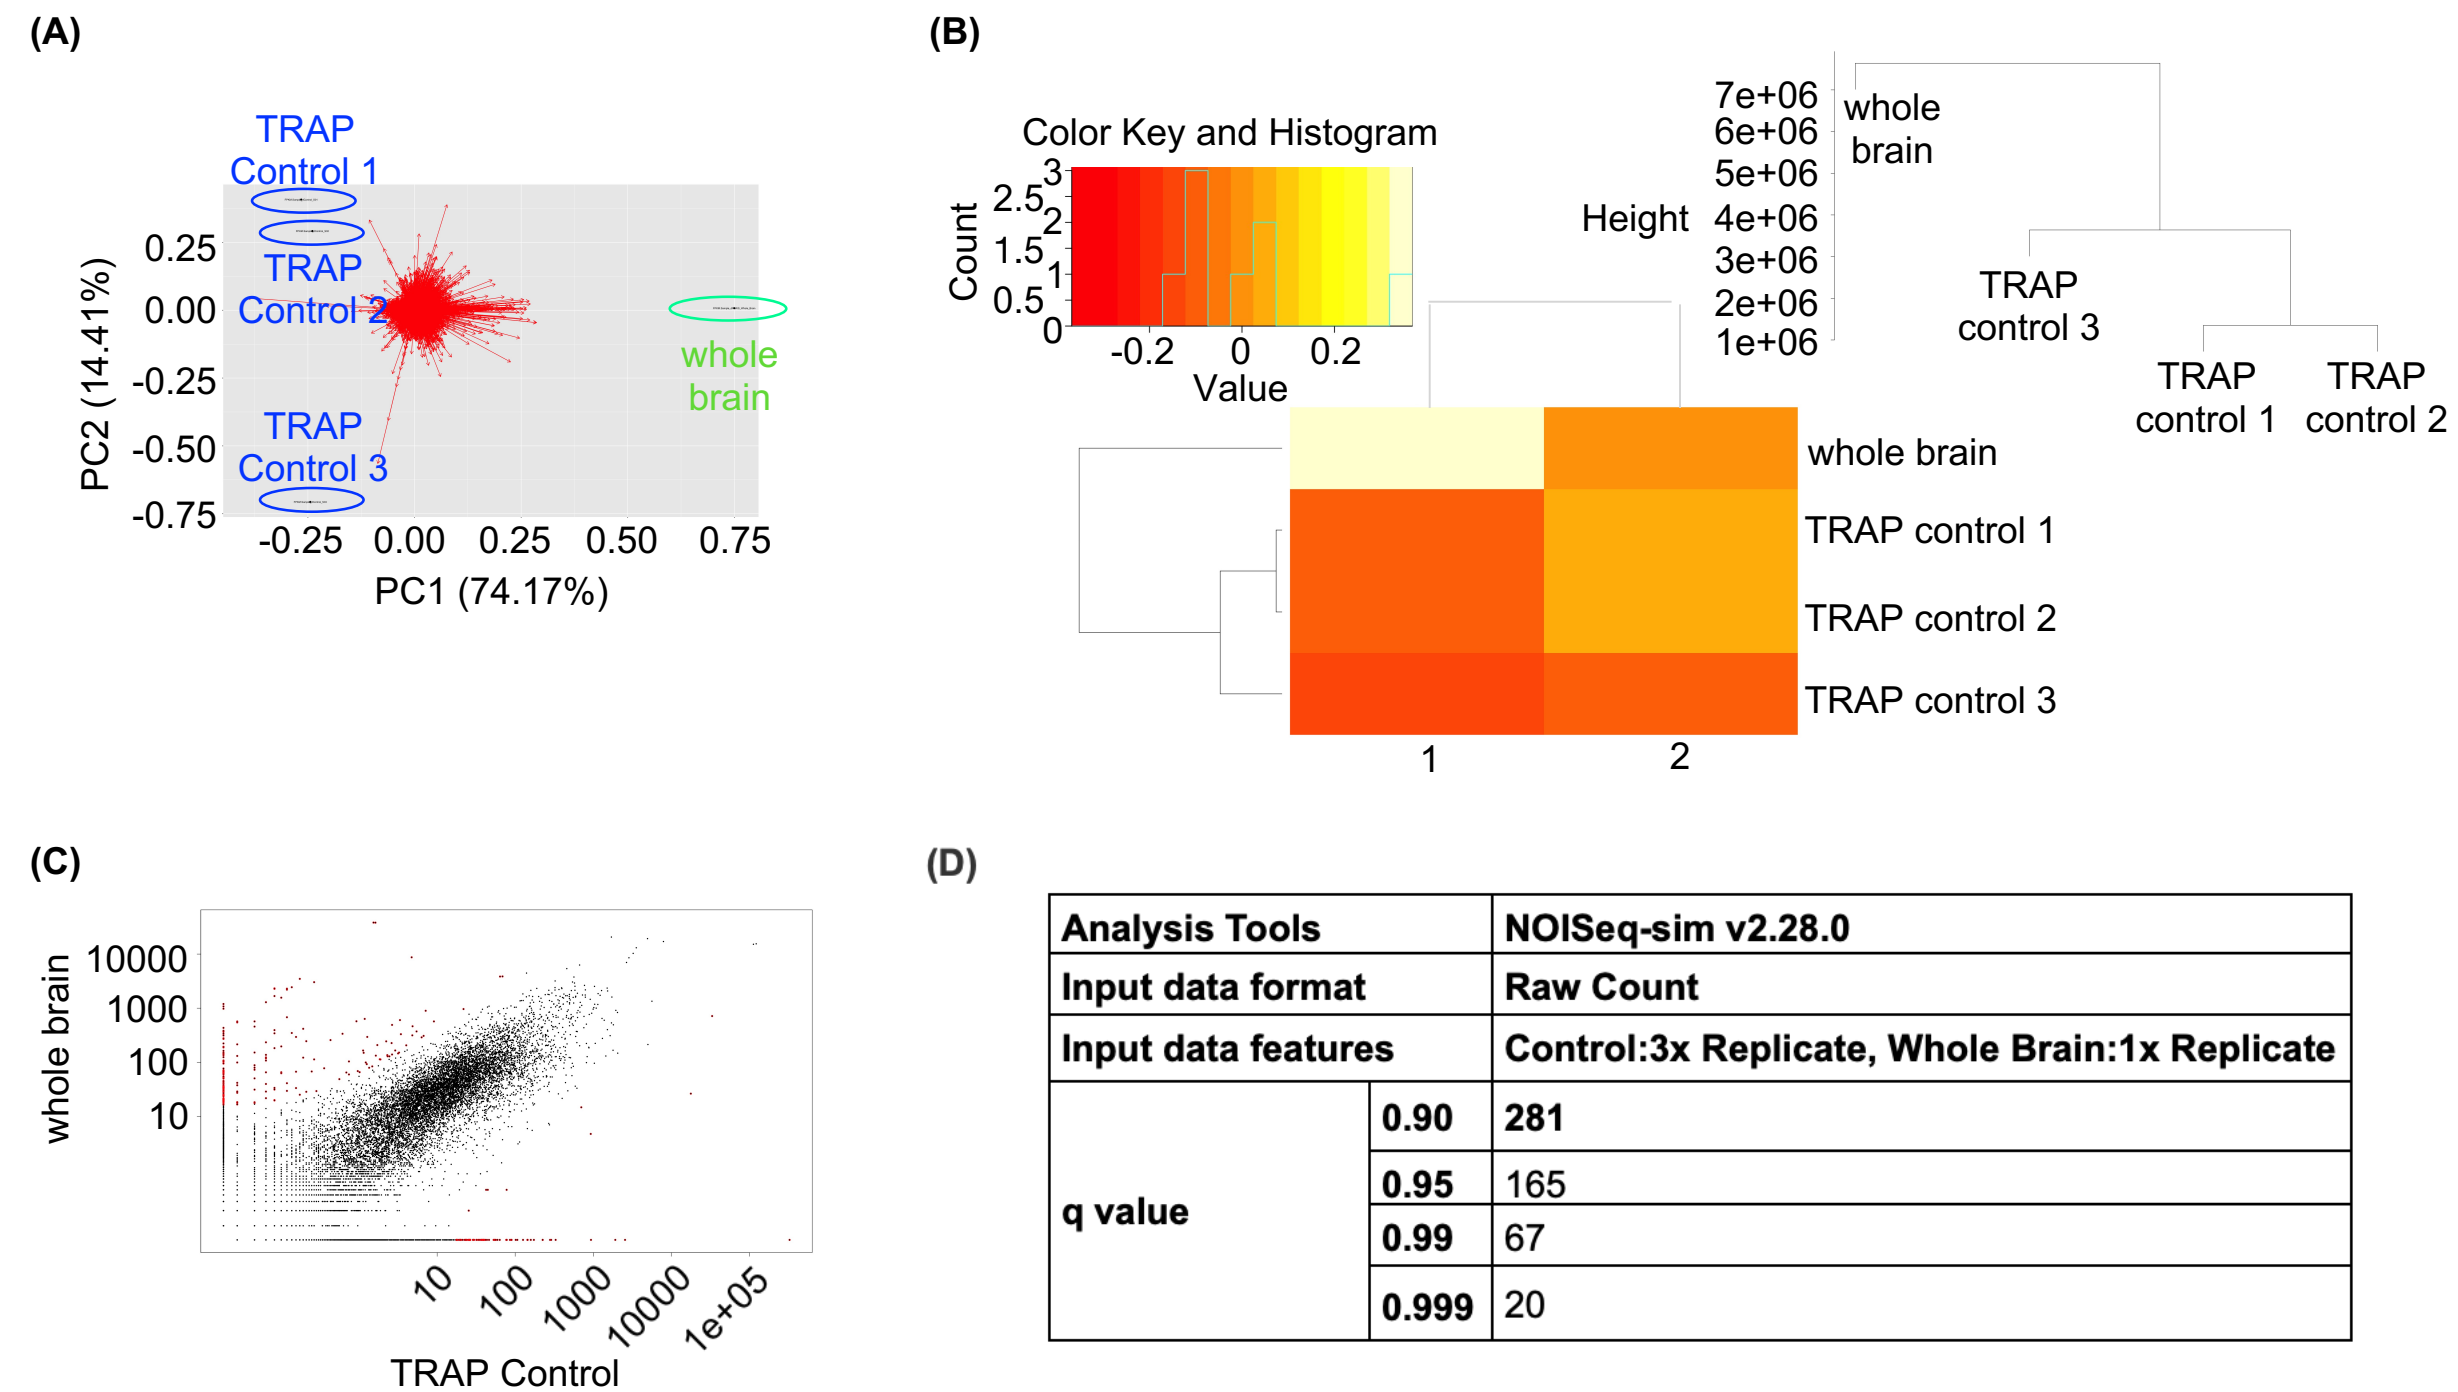 (A)
TRAP
Control 1
TRAP
Control 2
TRAP
Control 3
whole
brain
0.25
0.00
-0.25
-0.50
-0.75
PC2 (14.41%)
-0.25 0.00 0.25 0.50 0.75
PC1 (74.17%)
(B)
Color Key and Histogram
Count
3
2.5
2
1.5
1
0.5
0
-0.2 0 0.2
Value
Height
7e+06
6e+06
5e+06
4e+06
3e+06
2e+06
1e+06
whole
brain
TRAP
control 3
TRAP
control 1
TRAP
control 2
whole brain
TRAP control 1
TRAP control 2
TRAP control 3
1 2
(C)
whole brain
10000
1000
100
10
10 100 1000 10000 1e+05
TRAP Control
(D)
Analysis Tools NOISeq-sim v2.28.0
Input data format Raw Count
Input data features Control:3x Replicate, Whole Brain:1x Replicate
q value
0.90 281
0.95 165
0.99 67
0.999 20